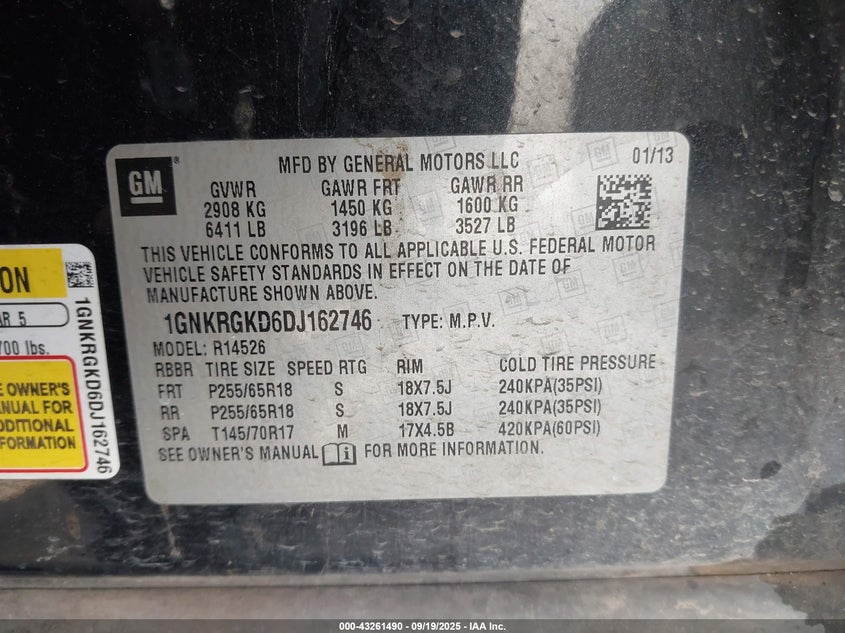 GM
MFD BY GENERAL MOTORS LLC
01/13
GVWR GAWR FRT GAWR RR
2908 KG 1450 KG 1600 KG
6411 LB 3196 LB 3527 LB
THIS VEHICLE CONFORMS TO ALL APPLICABLE U.S. FEDERAL MOTOR
VEHICLE SAFETY STANDARDS IN EFFECT ON THE DATE OF
MANUFACTURE SHOWN ABOVE.
1GNKRGKD6DJ162746 TYPE: M.P.V.
MODEL: R14526
RBBR TIRE SIZE SPEED RTG RIM COLD TIRE PRESSURE
FRT P255/65R18 S 18X7.5J 240KPA(35PSI)
RR P255/65R18 S 18X7.5J 240KPA(35PSI)
SPA T145/70R17 M 17X4.5B 420KPA(60PSI)
SEE OWNER'S MANUAL FOR MORE INFORMATION.
ON
AR 5
700 lbs.
E OWNER'S
ANUAL FOR
DDITIONAL
FORMATION
1GNKRGKD6DJ162746
000-43261490 - 09/19/2025 - IAA Inc.